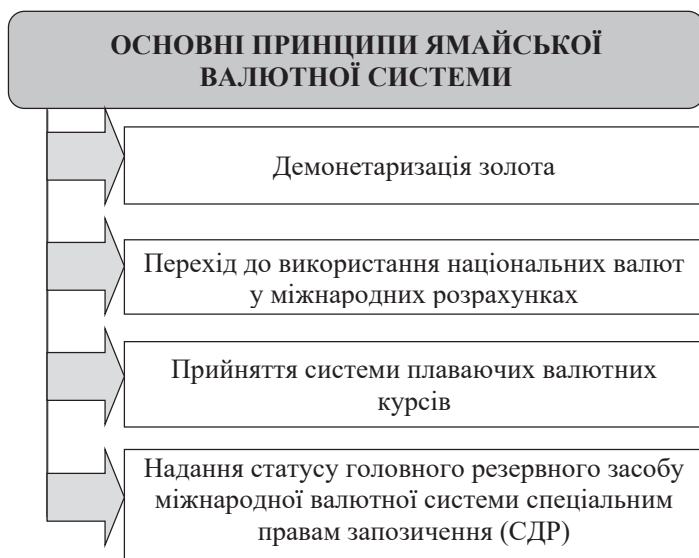 ОСНОВНІ ПРИНЦИПИ ЯМАЙСЬКОЇ
ВАЛЮТНОЇ СИСТЕМИ
Демонетаризація золота
Перехід до використання національних валют
у міжнародних розрахунках
Прийняття системи плаваючих валютних
курсів
Надання статусу головного резервного засобу
міжнародної валютної системи спеціальним
правам запозичення (СДР)